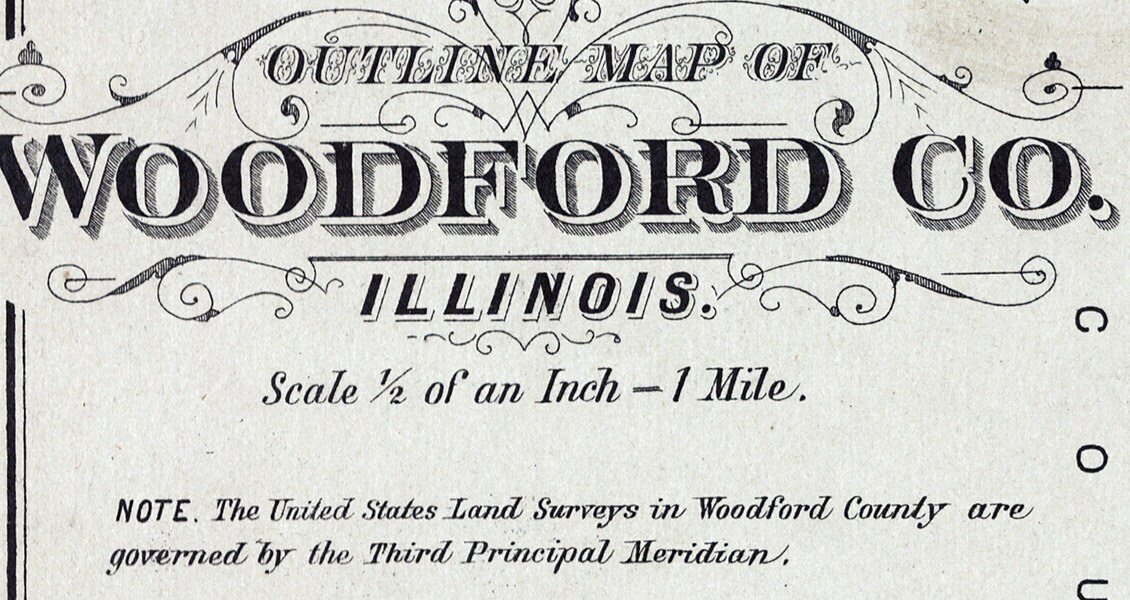 OUTLINE MAP OF
WOODFORD CO.
ILLINOIS.
Scale ½ of an Inch – 1 Mile.
NOTE. The United States Land Surveys in Woodford County are
governed by the Third Principal Meridian.
C
O
U